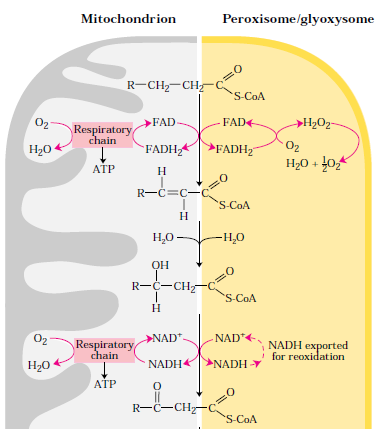 Mitochondrion Peroxisome/glyoxysome
R—CH₂—CH₂—C
O
S-CoA
O₂ Respiratory chain FAD FAD H₂O₂
H₂O FADH₂ FADH₂ O₂
ATP H₂O + ½O₂
H
O
R—C=C—C
S-CoA
H
H₂O H₂O
OH
O
R—C—CH₂—C
S-CoA
H
O₂ Respiratory NAD⁺ NAD⁺ NADH exported
H₂O chain NADH NADH for reoxidation
ATP
O O
R—C—CH₂—C
S-CoA